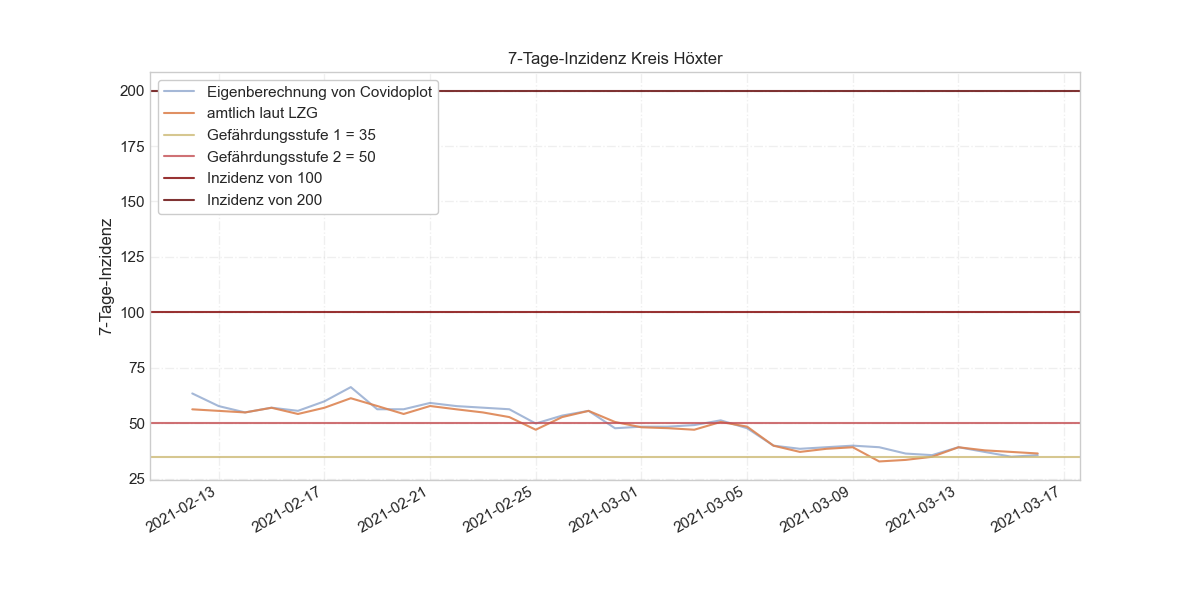 7-Tage-Inzidenz Kreis Höxter
Eigenberechnung von Covidoplot
amtlich laut LZG
Gefährdungsstufe 1 = 35
Gefährdungsstufe 2 = 50
Inzidenz von 100
Inzidenz von 200
7-Tage-Inzidenz
200
175
150
125
100
75
50
25
2021-02-13
2021-02-17
2021-02-21
2021-02-25
2021-03-01
2021-03-05
2021-03-09
2021-03-13
2021-03-17